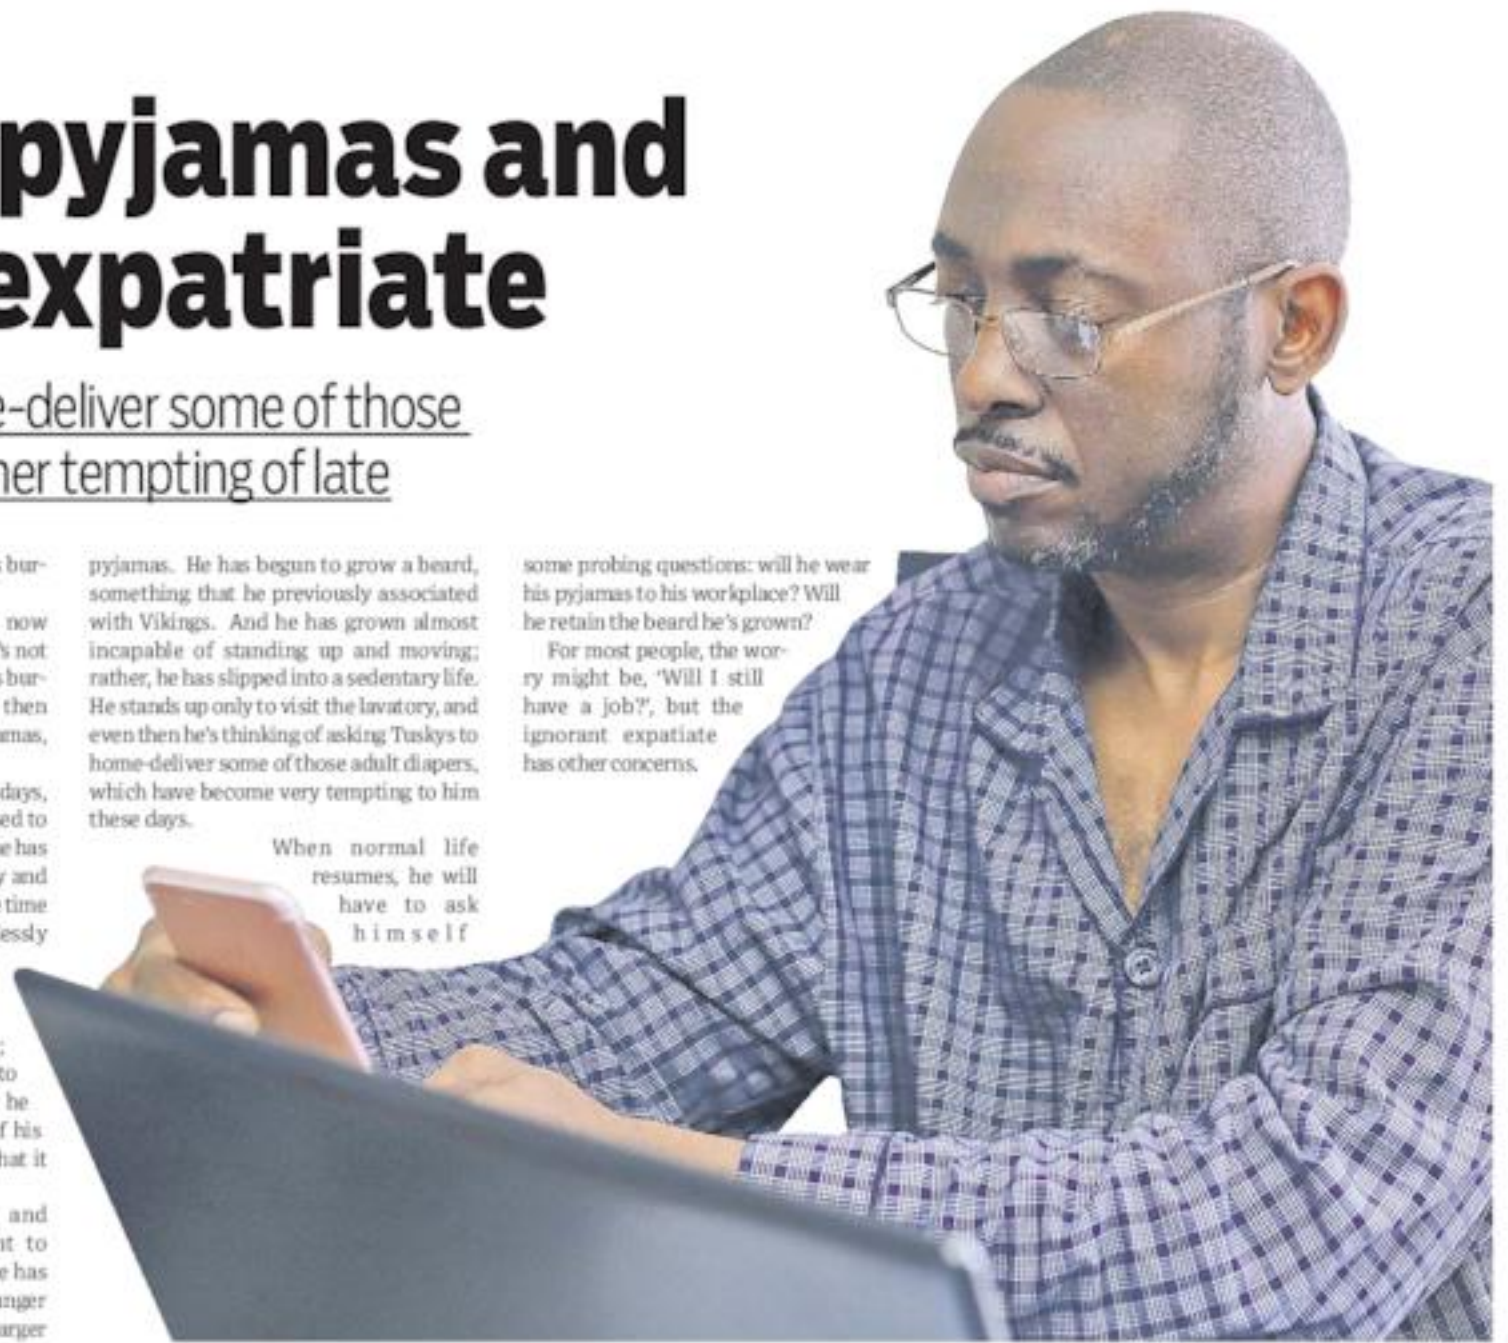 pyjamas and
expatriate
e-deliver some of those
her tempting of late
s bur-
now
's not
s bur-
then
amas,
days,
ed to
e has
y and
time
essly
;
to
he
f his
hat it
and
nt to
e has
unger
arger
pyjamas. He has begun to grow a beard,
something that he previously associated
with Vikings. And he has grown almost
incapable of standing up and moving;
rather, he has slipped into a sedentary life.
He stands up only to visit the lavatory, and
even then he's thinking of asking Tuskys to
home-deliver some of those adult diapers,
which have become very tempting to him
these days.
When normal life
resumes, he will
have to ask
himself
some probing questions: will he wear
his pyjamas to his workplace? Will
he retain the beard he's grown?
For most people, the wor-
ry might be, 'Will I still
have a job?', but the
ignorant expatiate
has other concerns.